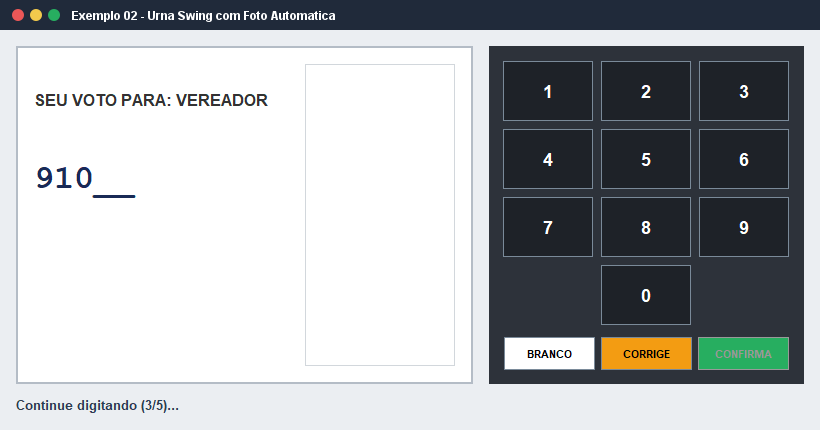 Exemplo 02 - Urna Swing com Foto Automatica
SEU VOTO PARA: VEREADOR
910__
1 2 3
4 5 6
7 8 9
0
BRANCO CORRIGE CONFIRMA
Continue digitando (3/5)...